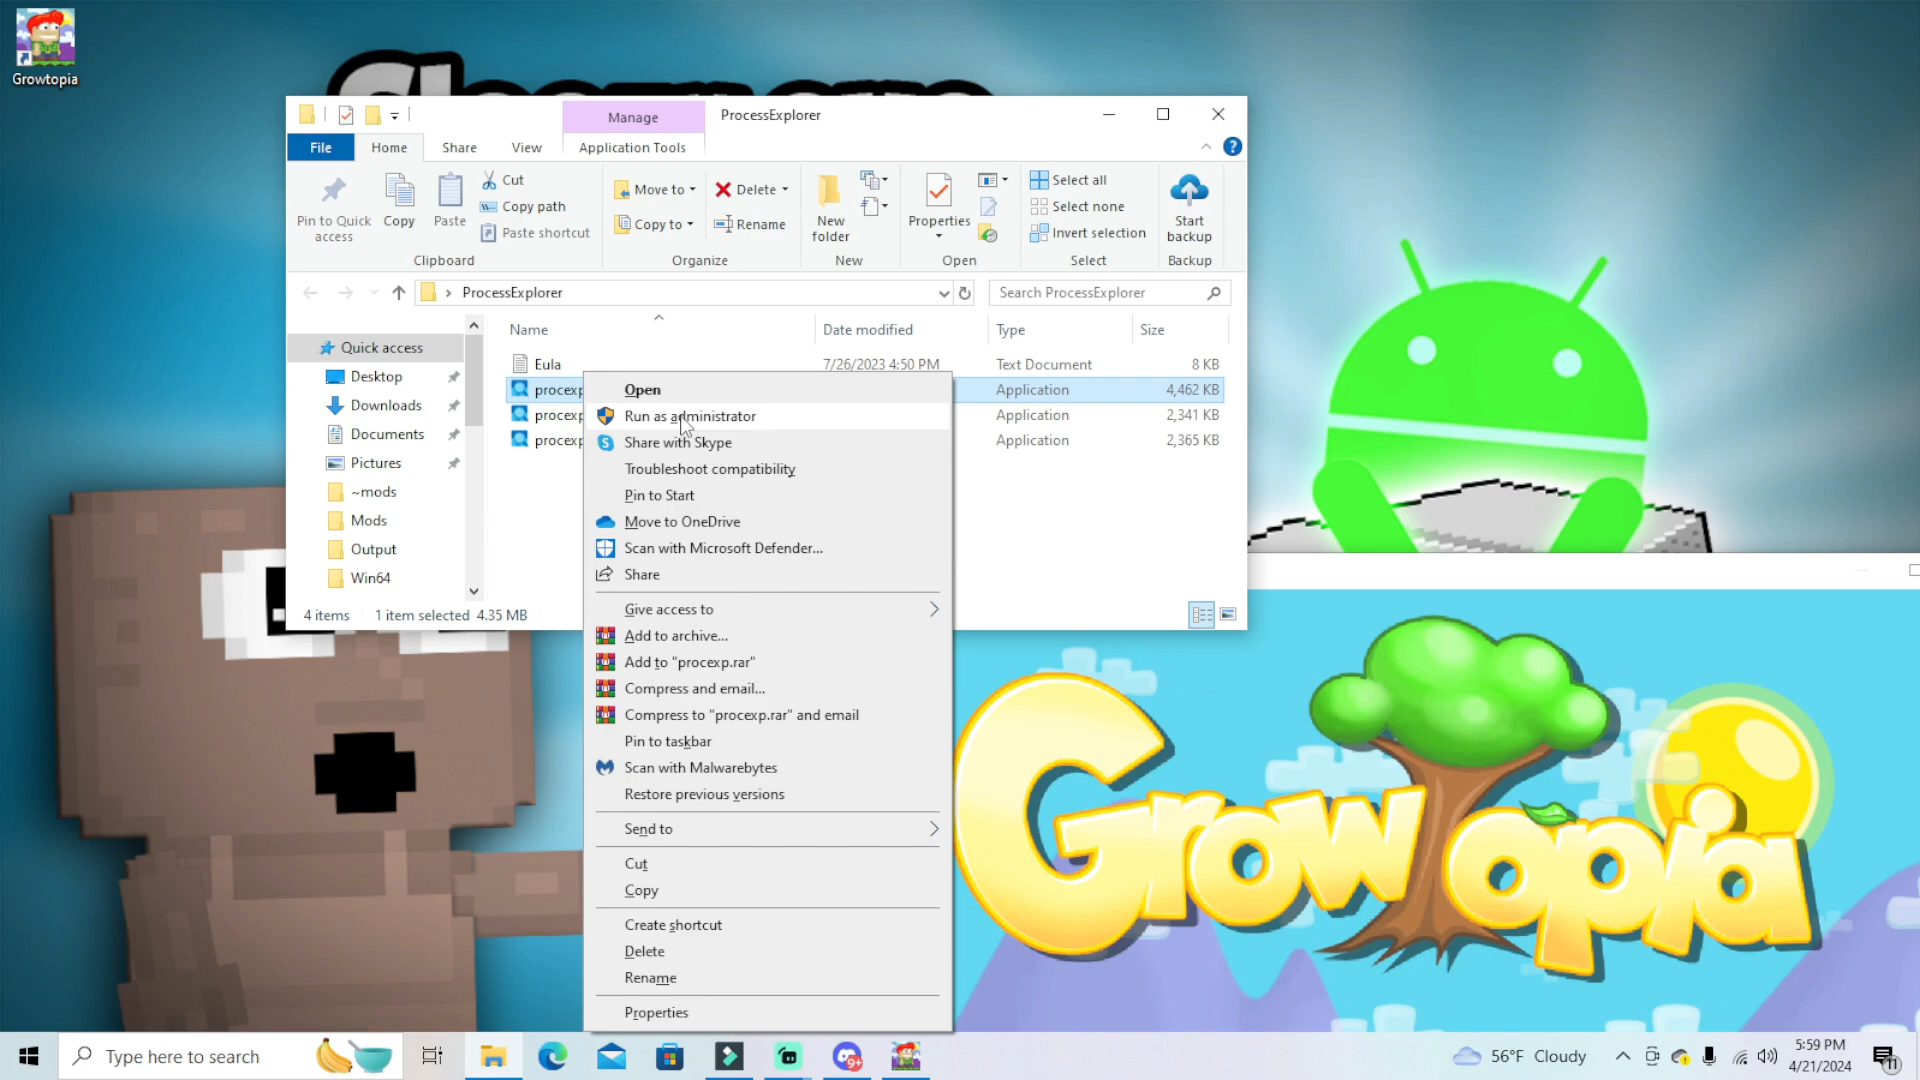 Growtopia
Manage
ProcessExplorer
File
Home
Share
View
Application Tools
Pin to Quick access
Copy
Paste
Cut
Copy path
Paste shortcut
Clipboard
Move to
Copy to
Delete
Rename
Organize
New folder
New
Properties
Open
Select all
Select none
Invert selection
Select
Start backup
Backup
ProcessExplorer
Search ProcessExplorer
Quick access
Desktop
Downloads
Documents
Pictures
~mods
Mods
Output
Win64
Name Date modified Type Size
Eula 7/26/2023 4:50 PM Text Document 8 KB
procexp Application 4,462 KB
procexp Application 2,341 KB
procexp Application 2,365 KB
4 items 1 item selected 4.35 MB
Open
Run as administrator
Share with Skype
Troubleshoot compatibility
Pin to Start
Move to OneDrive
Scan with Microsoft Defender...
Share
Give access to
Add to archive...
Add to "procexp.rar"
Compress and email...
Compress to "procexp.rar" and email
Pin to taskbar
Scan with Malwarebytes
Restore previous versions
Send to
Cut
Copy
Create shortcut
Delete
Rename
Properties
Growtopia
Type here to search
9+
56°F Cloudy
5:59 PM
4/21/2024
11